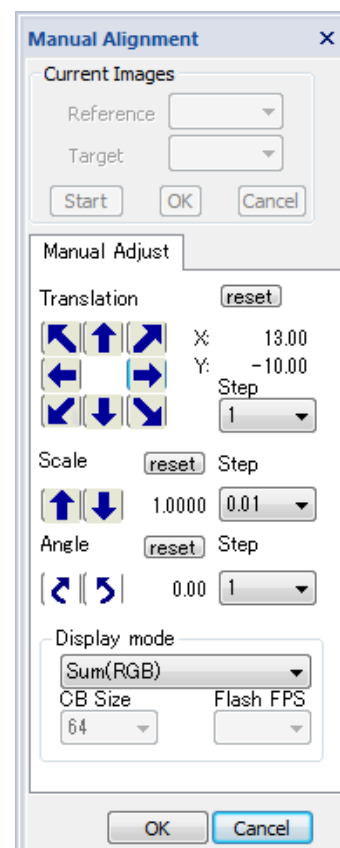 Manual Alignment
Current Images
Reference
Target
Start OK Cancel
Manual Adjust
Translation reset
X: 13.00
Y: -10.00
Step
1
Scale reset Step
1.0000 0.01
Angle reset Step
0.00 1
Display mode
Sum(RGB)
CB Size Flash FPS
64
OK Cancel